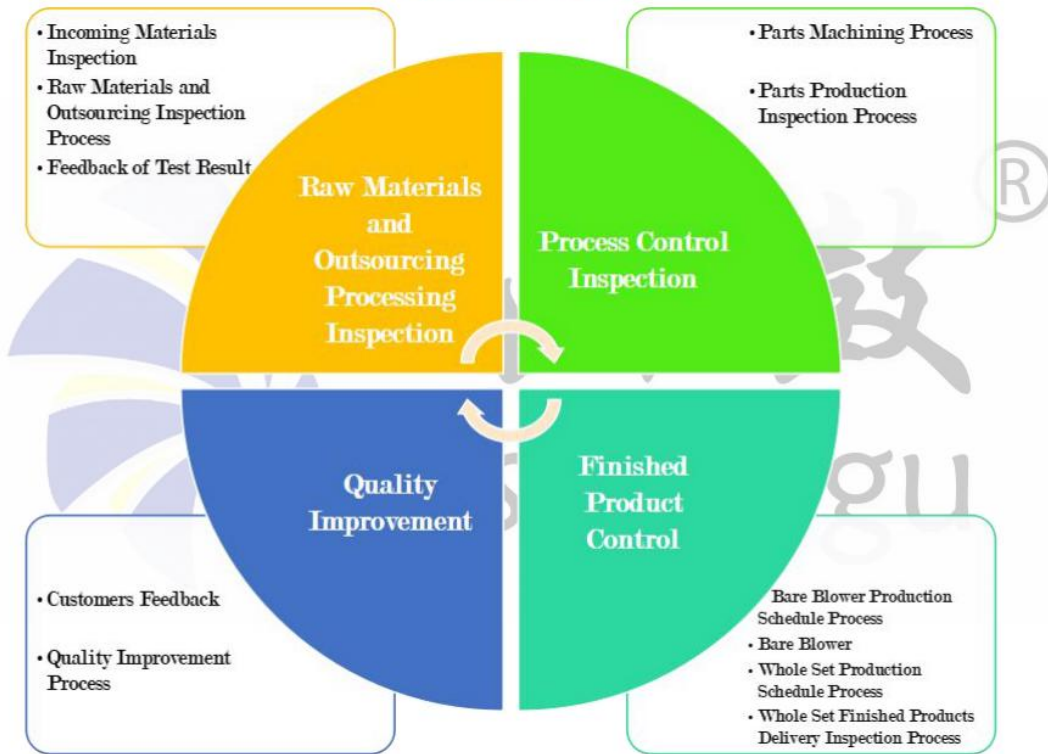 • Incoming Materials
Inspection
• Raw Materials and
Outsourcing Inspection
Process
• Feedback of Test Result
• Parts Machining Process
• Parts Production
Inspection Process
Raw Materials
and
Outsourcing
Processing
Inspection
Process Control
Inspection
®
鼓
Quality
Improvement
Finished
Product
Control
gu
• Customers Feedback
• Quality Improvement
Process
Bare Blower Production
Schedule Process
• Bare Blower
• Whole Set Production
Schedule Process
• Whole Set Finished Products
Delivery Inspection Process